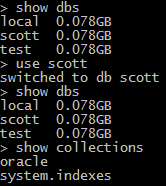 > show dbs
local   0.078GB
scott   0.078GB
test    0.078GB
> use scott
switched to db scott
> show dbs
local   0.078GB
scott   0.078GB
test    0.078GB
> show collections
oracle
system.indexes